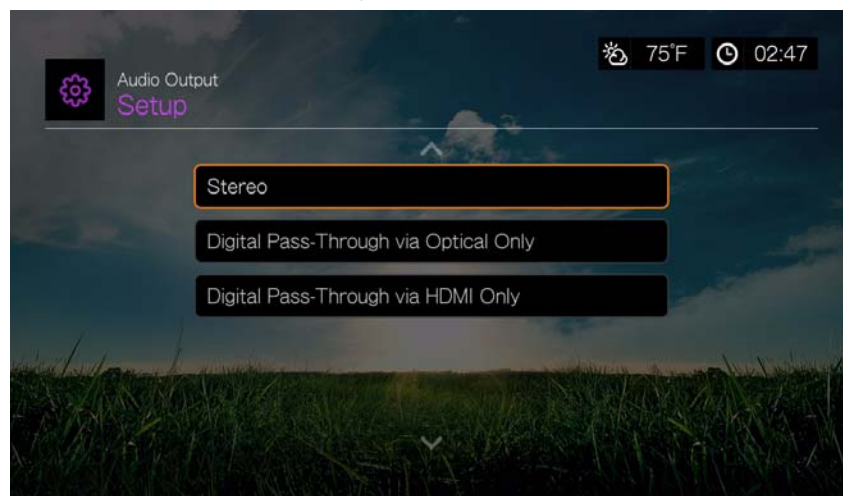 75°F 02:47
Audio Output
Setup
Stereo
Digital Pass-Through via Optical Only
Digital Pass-Through via HDMI Only